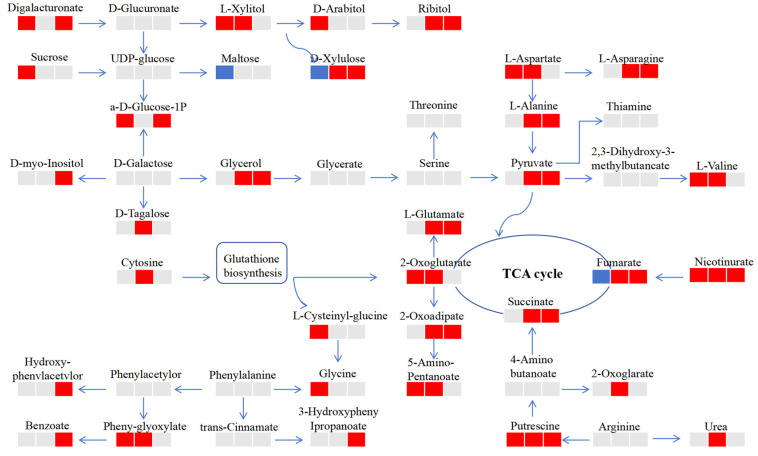 Digalacturonate
D-Glucuronate
L-Xylitol
D-Arabitol
Ribitol
Sucrose
UDP-glucose
Maltose
D-Xylulose
L-Aspartate
L-Asparagine
a-D-Glucose-1P
Threonine
L-Alanine
Thiamine
D-myo-Inositol
D-Galactose
Glycerol
Glycerate
Serine
Pyruvate
2,3-Dihydroxy-3-
methylbutancate
L-Valine
D-Tagalose
L-Glutamate
Cytosine
Glutathione
biosynthesis
2-Oxoglutarate
TCA cycle
Fumarate
Nicotinurate
L-Cysteinyl-glucine
2-Oxoadipate
Succinate
Hydroxy-
phenvlacetvlor
Phenylacetylor
Phenylalanine
Glycine
5-Amino-
Pentanoate
4-Amino
butanoate
2-Oxoglarate
Benzoate
Pheny-glyoxylate
trans-Cinnamate
3-Hydroxypheny
Ipropanoate
Putrescine
Arginine
Urea